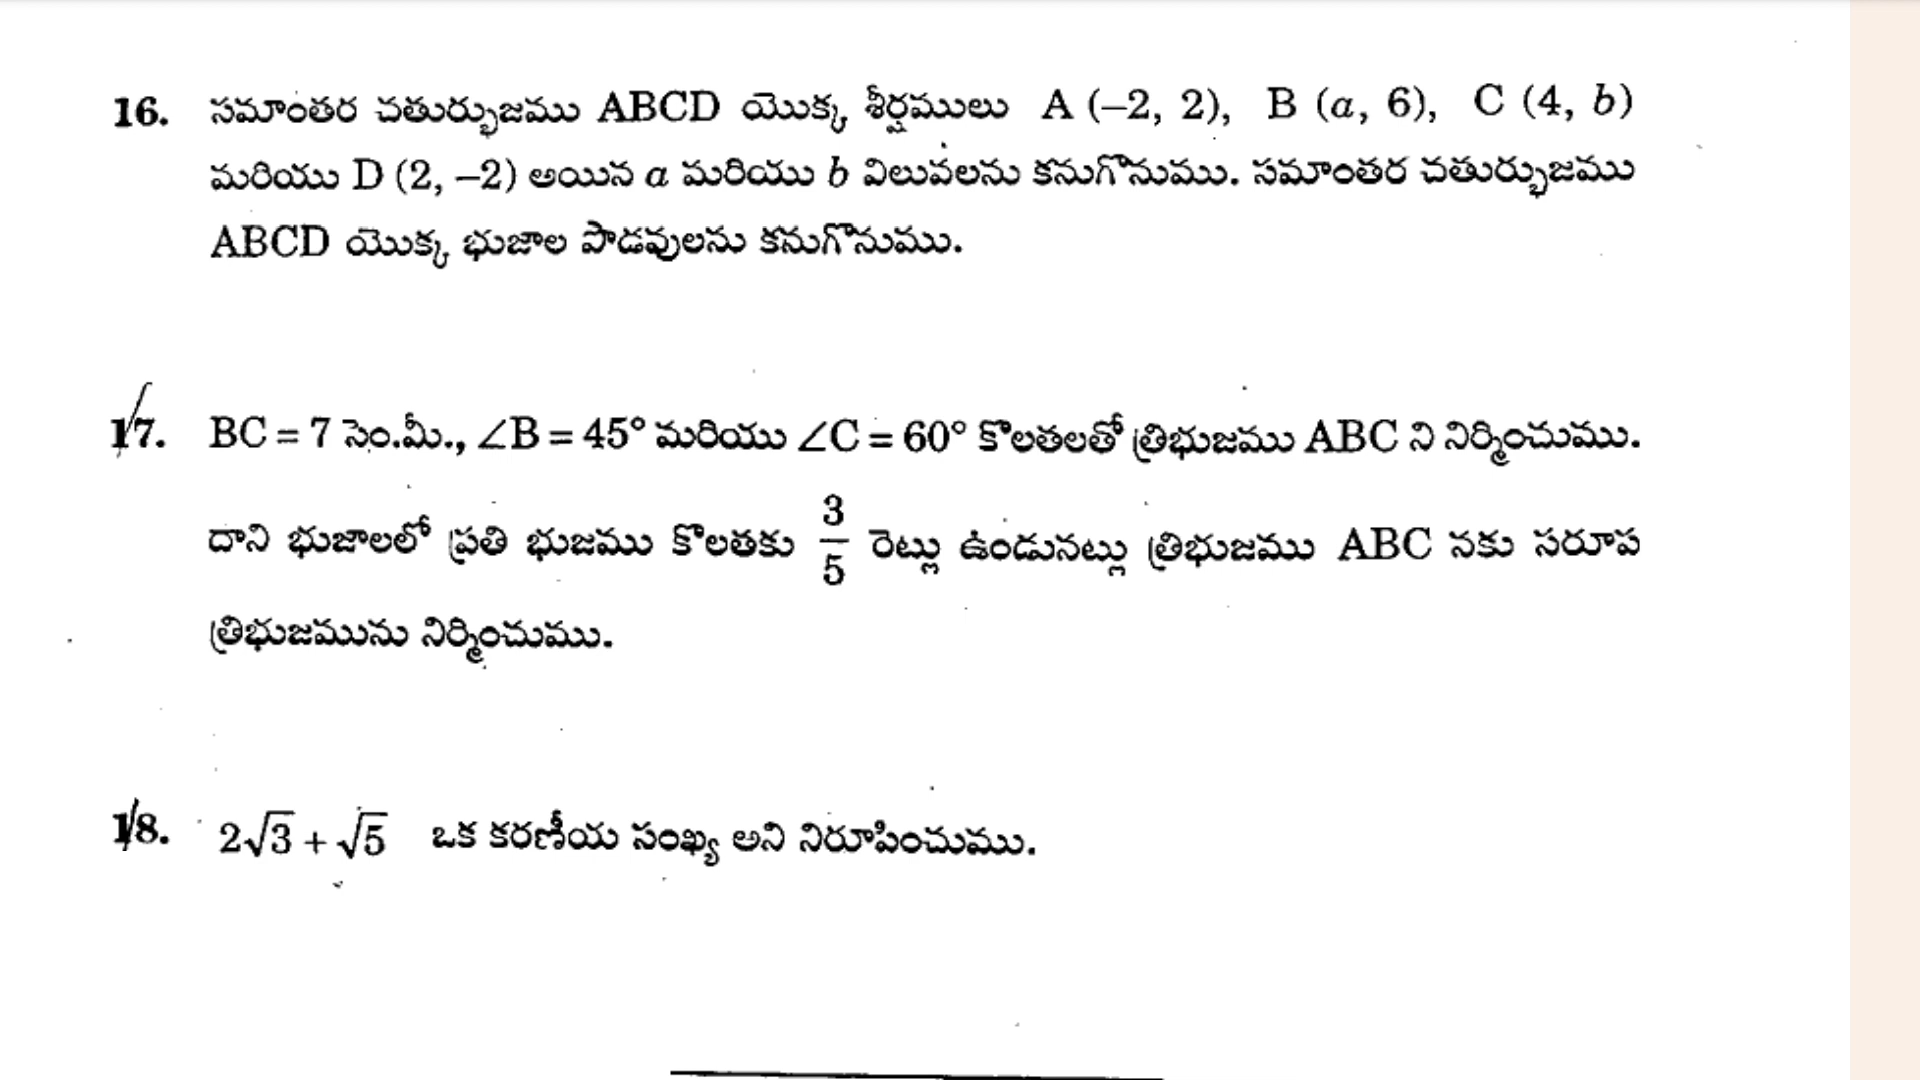 16. సమాంతర చతుర్భుజము ABCD యొక్క శీర్షములు A (–2, 2), B (a, 6), C (4, b)
మరియు D (2, –2) అయిన a మరియు b విలువలను కనుగొనుము. సమాంతర చతుర్భుజము
ABCD యొక్క భుజాల పొడవులను కనుగొనుము.
17. BC = 7 సెం.మీ., ∠B = 45° మరియు ∠C = 60° కొలతలతో త్రిభుజము ABC ని నిర్మించుము.
దాని భుజాలలో ప్రతి భుజము కొలతకు 3/5 రెట్లు ఉండునట్లు త్రిభుజము ABC నకు సరూప
త్రిభుజమును నిర్మించుము.
18. 2√3 + √5 ఒక కరణీయ సంఖ్య అని నిరూపించుము.